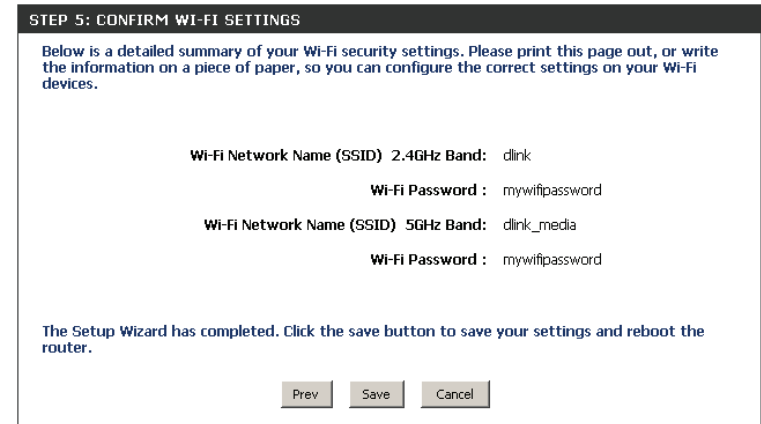 STEP 5: CONFIRM WI-FI SETTINGS
Below is a detailed summary of your Wi-Fi security settings. Please print this page out, or write
the information on a piece of paper, so you can configure the correct settings on your Wi-Fi
devices.
Wi-Fi Network Name (SSID) 2.4GHz Band: dlink
Wi-Fi Password : mywifipassword
Wi-Fi Network Name (SSID) 5GHz Band: dlink_media
Wi-Fi Password : mywifipassword
The Setup Wizard has completed. Click the save button to save your settings and reboot the
router.
Prev Save Cancel